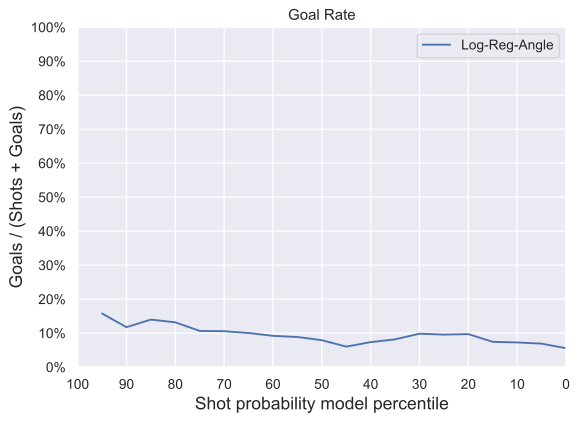 Goal Rate
100%
90%
80%
70%
60%
50%
40%
30%
20%
10%
0%
Goals / (Shots + Goals)
Log-Reg-Angle
100 90 80 70 60 50 40 30 20 10 0
Shot probability model percentile